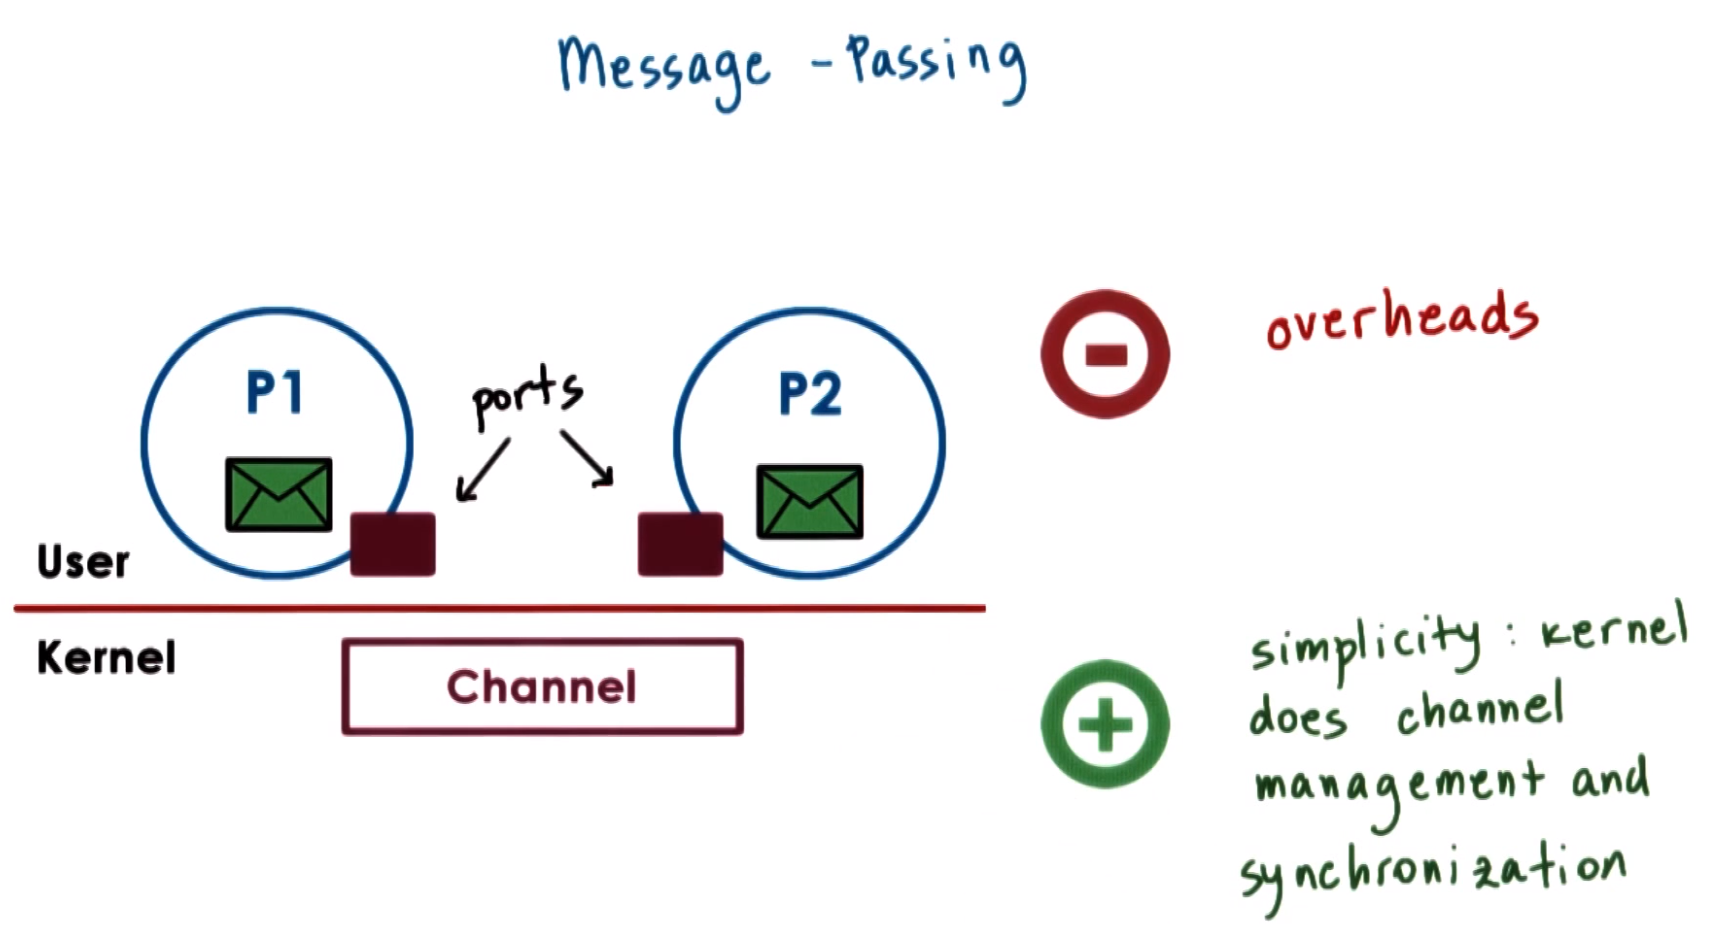 Message - Passing
P1
ports
P2
overheads
User
Kernel
Channel
simplicity : kernel
does channel
management and
synchronization